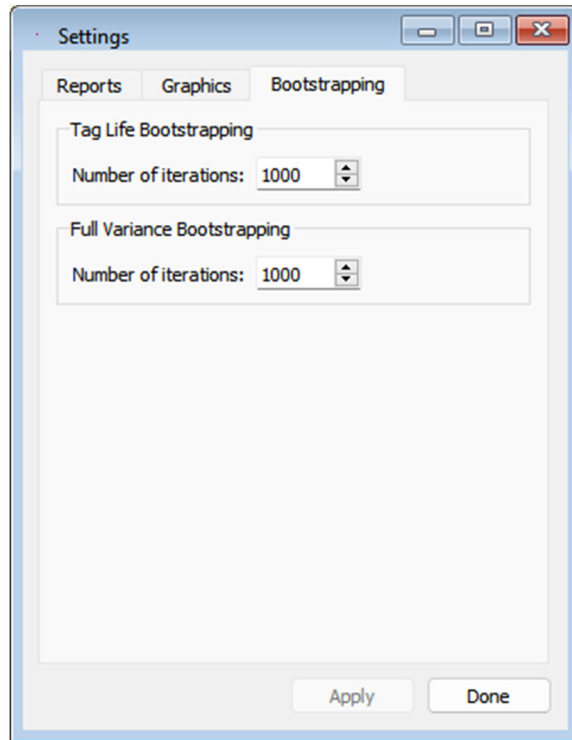 Settings
Reports Graphics Bootstrapping
Tag Life Bootstrapping
Number of iterations: 1000
Full Variance Bootstrapping
Number of iterations: 1000
Apply Done